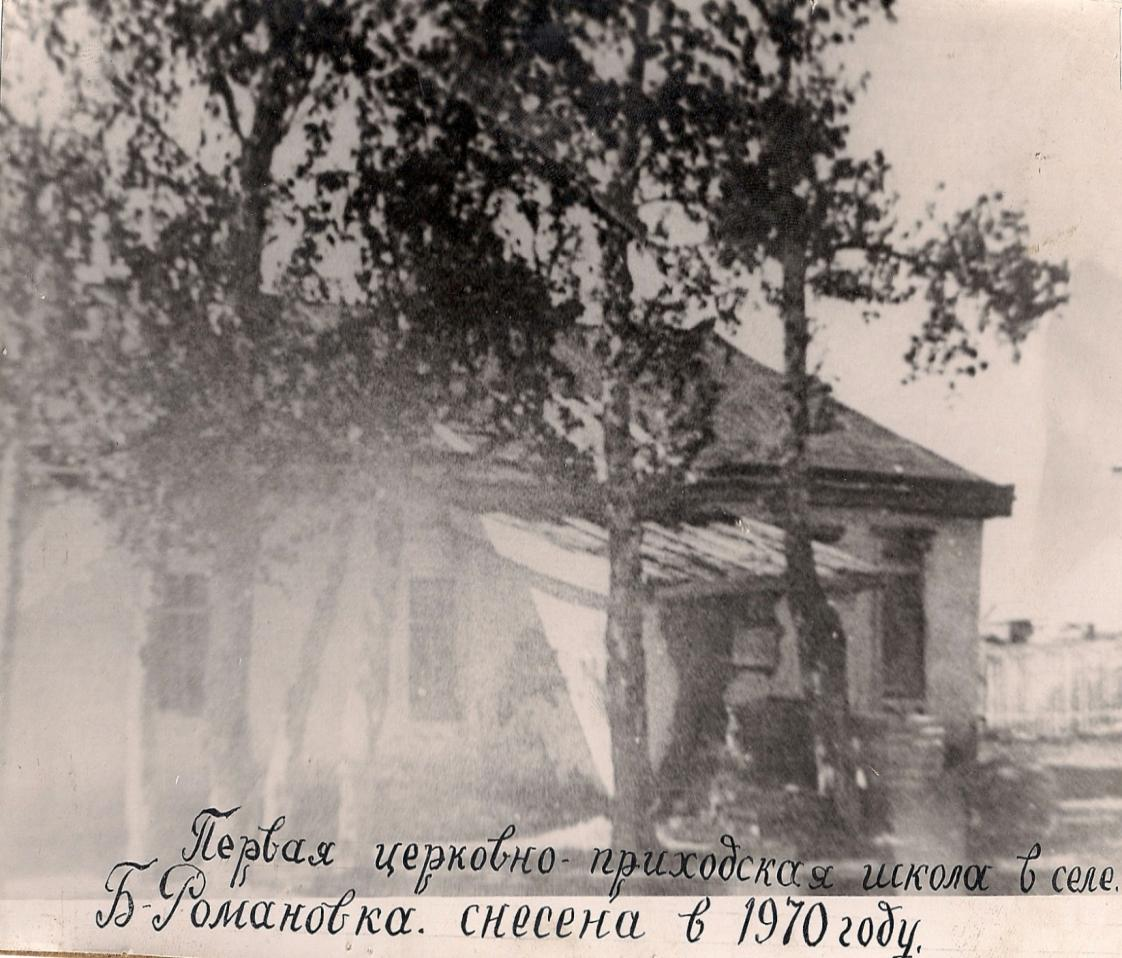 Первая церковно-приходская школа в селе.
Б-Романовка. снесена в 1970 году.